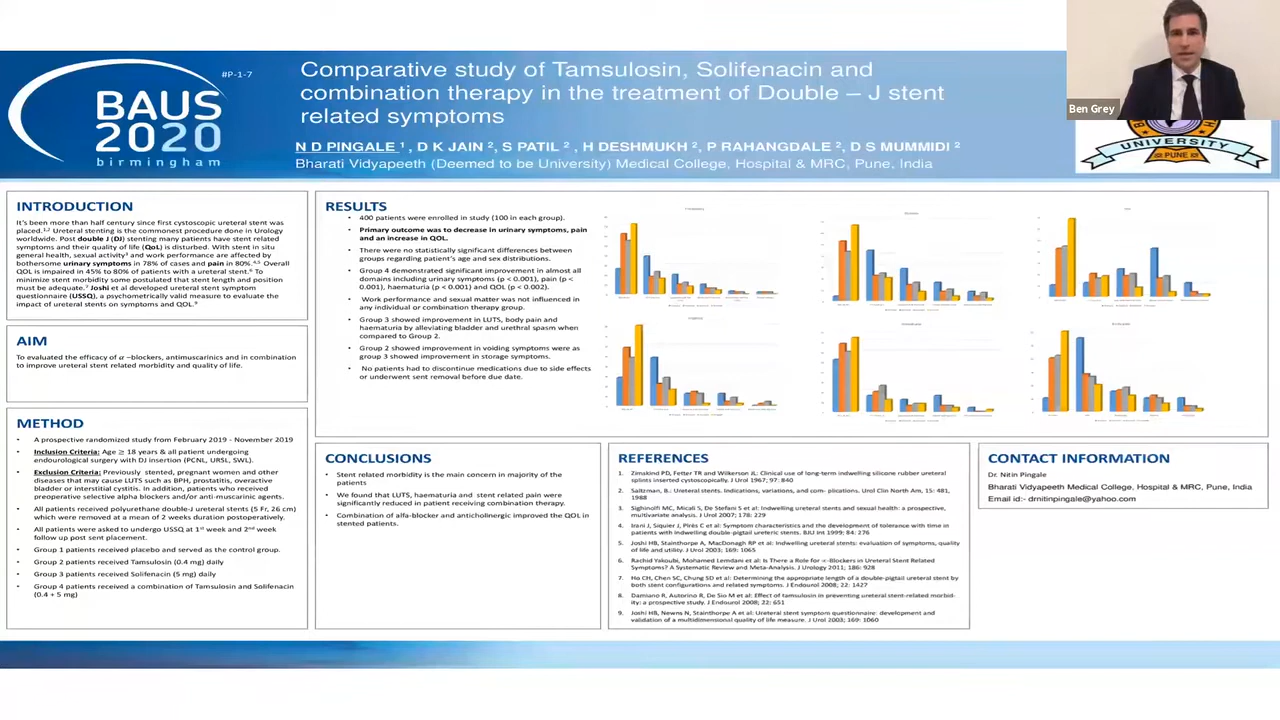 #P-1-7
BAUS
2020
birmingham
Comparative study of Tamsulosin, Solifenacin and
combination therapy in the treatment of Double – J stent
related symptoms
N D PINGALE 1 , D K JAIN 2, S PATIL 2 , H DESHMUKH 2, P RAHANGDALE 2, D S MUMMIDI 2
Bharati Vidyapeeth (Deemed to be University) Medical College, Hospital & MRC, Pune, India
Ben Grey
UNIVERSITY
PUNE
INTRODUCTION
It's been more than half century since first cystoscopic ureteral stent was
placed.1,2 Ureteral stenting is the commonest procedure done in Urology
worldwide. Post double J (DJ) stenting many patients have stent related
symptoms and their quality of life (QoL) is disturbed. With stent in situ
general health, sexual activity3 and work performance are affected by
bothersome urinary symptoms in 78% of cases and pain in 80%.4,5 Overall
QOL is impaired in 45% to 80% of patients with a ureteral stent.6 To
minimize stent morbidity some postulated that stent length and position
must be adequate.7 Joshi et al developed ureteral stent symptom
questionnaire (USSQ), a psychometrically valid measure to evaluate the
impact of ureteral stents on symptoms and QOL.9
AIM
To evaluated the efficacy of α –blockers, antimuscarinics and in combination
to improve ureteral stent related morbidity and quality of life.
METHOD
• A prospective randomized study from February 2019 - November 2019
• Inclusion Criteria: Age ≥ 18 years & all patient undergoing
endourological surgery with DJ insertion (PCNL, URSL, SWL).
• Exclusion Criteria: Previously stented, pregnant women and other
diseases that may cause LUTS such as BPH, prostatitis, overactive
bladder or interstitial cystitis. In addition, patients who received
preoperative selective alpha blockers and/or anti-muscarinic agents.
• All patients received polyurethane double-J ureteral stents (5 Fr, 26 cm)
which were removed at a mean of 2 weeks duration postoperatively.
• All patients were asked to undergo USSQ at 1st week and 2nd week
follow up post sent placement.
• Group 1 patients received placebo and served as the control group.
• Group 2 patients received Tamsulosin (0.4 mg) daily
• Group 3 patients received Solifenacin (5 mg) daily
• Group 4 patients received a combination of Tamsulosin and Solifenacin
(0.4 + 5 mg)
RESULTS
• 400 patients were enrolled in study (100 in each group).
• Primary outcome was to decrease in urinary symptoms, pain
and an increase in QOL.
• There were no statistically significant differences between
groups regarding patient's age and sex distributions.
• Group 4 demonstrated significant improvement in almost all
domains including urinary symptoms (p < 0.001), pain (p <
0.001), haematuria (p < 0.001) and QOL (p < 0.002).
• Work performance and sexual matter was not influenced in
any individual or combination therapy group.
• Group 3 showed improvement in LUTS, body pain and
haematuria by alleviating bladder and urethral spasm when
compared to Group 2.
• Group 2 showed improvement in voiding symptoms were as
group 3 showed improvement in storage symptoms.
• No patients had to discontinue medications due to side effects
or underwent sent removal before due date.
CONCLUSIONS
• Stent related morbidity is the main concern in majority of the
patients
• We found that LUTS, haematuria and stent related pain were
significantly reduced in patient receiving combination therapy.
• Combination of alfa-blocker and anticholinergic improved the QOL in
stented patients.
REFERENCES
1. Zimskind PD, Fetter TR and Wilkerson JL: Clinical use of long-term indwelling silicone rubber ureteral
splints inserted cystoscopically. J Urol 1967; 97: 840
2. Saltzman, B.: Ureteral stents. Indications, variations, and com- plications. Urol Clin North Am, 15: 481,
1988
3. Sighinolfi MC, Micali S, De Stefani S et al: Indwelling ureteral stents and sexual health: a prospective,
multivariate analysis. J Urol 2007; 178: 229
4. Irani J, Siquier J, Pirès C et al: Symptom characteristics and the development of tolerance with time in
patients with indwelling double-pigtail ureteric stents. BJU Int 1999; 84: 276
5. Joshi HB, Stainthorpe A, MacDonagh RP et al: Indwelling ureteral stents: evaluation of symptoms, quality
of life and utility. J Urol 2003; 169: 1065
6. Rachid Yakoubi, Mohamed Lemdani et al: Is There a Role for -Blockers in Ureteral Stent Related
Symptoms? A Systematic Review and Meta-Analysis. J Urology 2011; 186: 928
7. Ho CH, Chen SC, Chung SD et al: Determining the appropriate length of a double-pigtail ureteral stent by
both stent configurations and related symptoms. J Endourol 2008; 22: 1427
8. Damiano R, Autorino R, De Sio M et al: Effect of tamsulosin in preventing ureteral stent-related morbid-
ity: a prospective study. J Endourol 2008; 22: 651
9. Joshi HB, Newns N, Stainthorpe A et al: Ureteral stent symptom questionnaire: development and
validation of a multidimensional quality of life measure. J Urol 2003; 169: 1060
CONTACT INFORMATION
Dr. Nitin Pingale
Bharati Vidyapeeth Medical College, Hospital & MRC, Pune, India
Email id:- drnitinpingale@yahoo.com